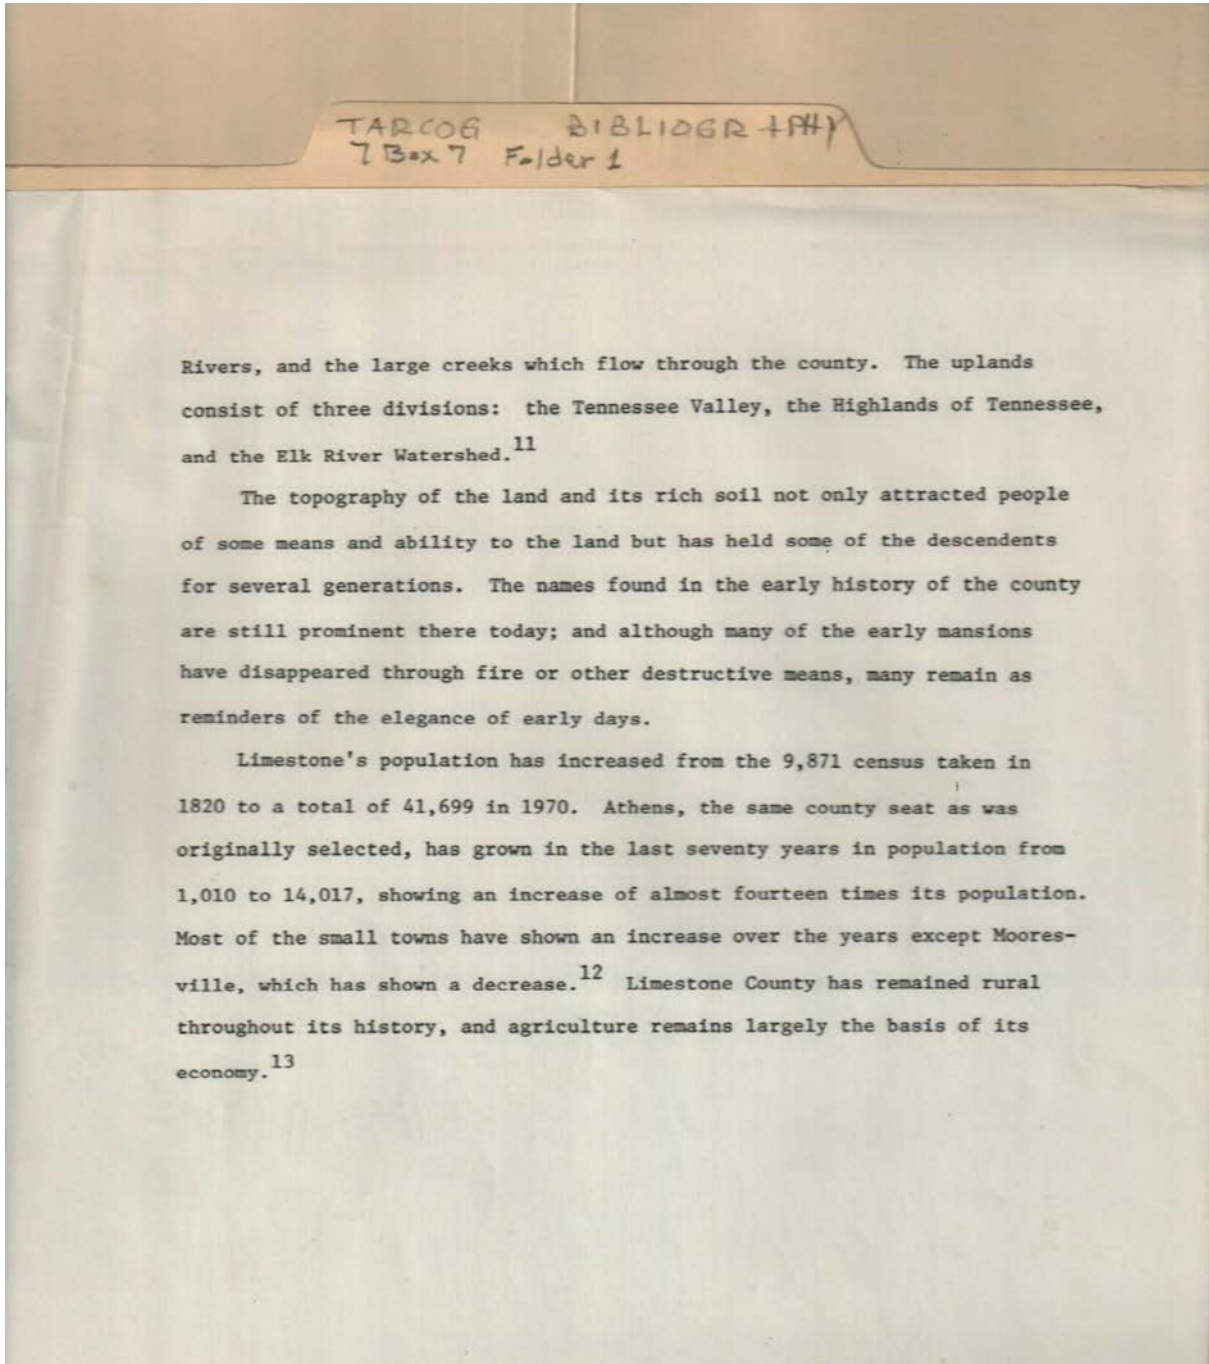 TARCOG BIBLIOGRAPHY
7 Box 7 Folder 1
Rivers, and the large creeks which flow through the county. The uplands
consist of three divisions: the Tennessee Valley, the Highlands of Tennessee,
and the Elk River Watershed.11
The topography of the land and its rich soil not only attracted people
of some means and ability to the land but has held some of the descendents
for several generations. The names found in the early history of the county
are still prominent there today; and although many of the early mansions
have disappeared through fire or other destructive means, many remain as
reminders of the elegance of early days.
Limestone's population has increased from the 9,871 census taken in
1820 to a total of 41,699 in 1970. Athens, the same county seat as was
originally selected, has grown in the last seventy years in population from
1,010 to 14,017, showing an increase of almost fourteen times its population.
Most of the small towns have shown an increase over the years except Moores-
ville, which has shown a decrease.12 Limestone County has remained rural
throughout its history, and agriculture remains largely the basis of its
economy.13